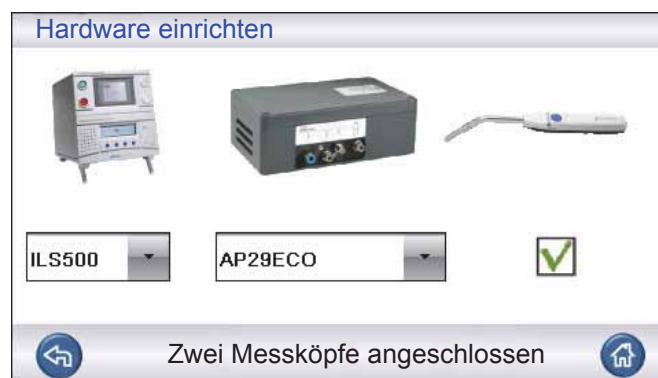 Hardware einrichten
ILS500
AP29ECO
Zwei Messköpfe angeschlossen